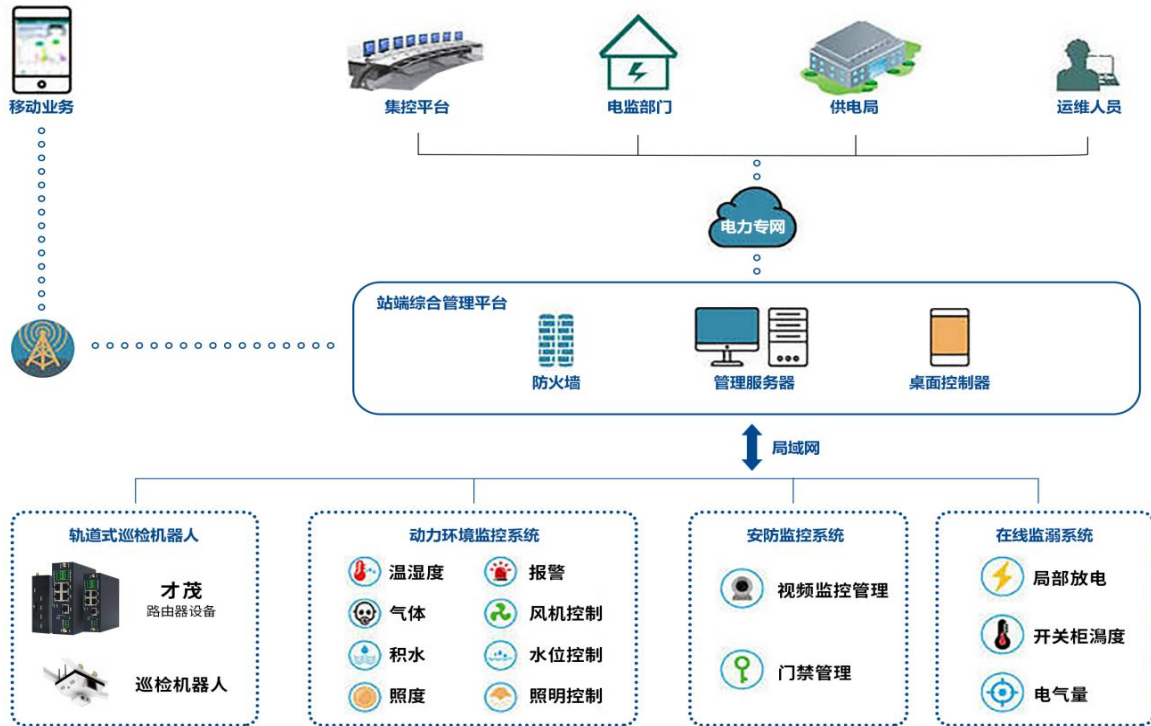 移动业务
集控平台
电监部门
供电局
运维人员
电力专网
站端综合管理平台
防火墙
管理服务器
桌面控制器
局域网
轨道式巡检机器人
才茂
路由器设备
巡检机器人
动力环境监控系统
温湿度
报警
气体
风机控制
积水
水位控制
照度
照明控制
安防监控系统
视频监控管理
门禁管理
在线监溺系统
局部放电
开关柜潟度
电气量